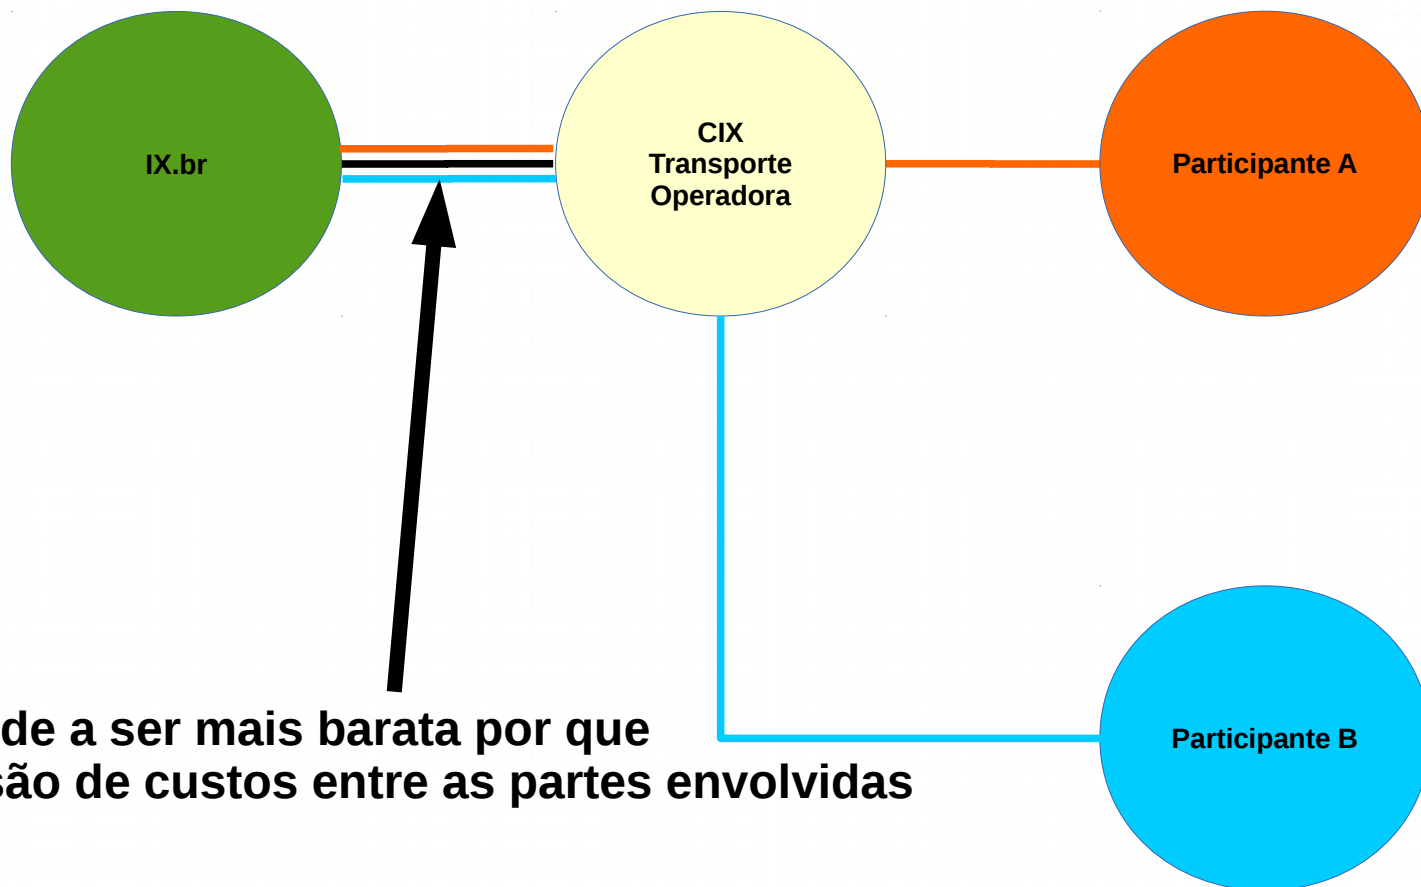 IX.br
CIX
Transporte
Operadora
Participante A
Participante B
de a ser mais barata por que
são de custos entre as partes envolvidas